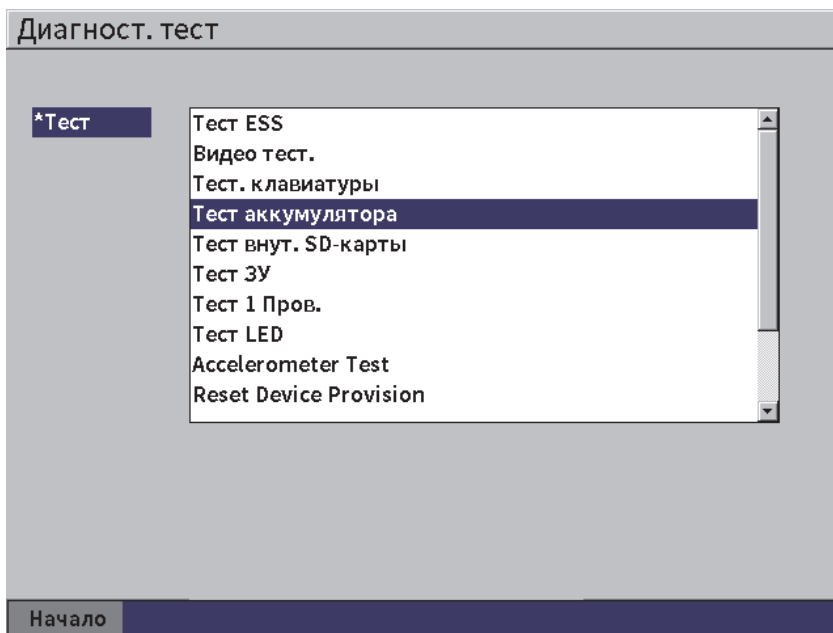 Диагност. тест
*Тест
Тест ESS
Видео тест.
Тест. клавиатуры
Тест аккумулятора
Тест внут. SD-карты
Тест ЗУ
Тест 1 Пров.
Тест LED
Accelerometer Test
Reset Device Provision
Начало